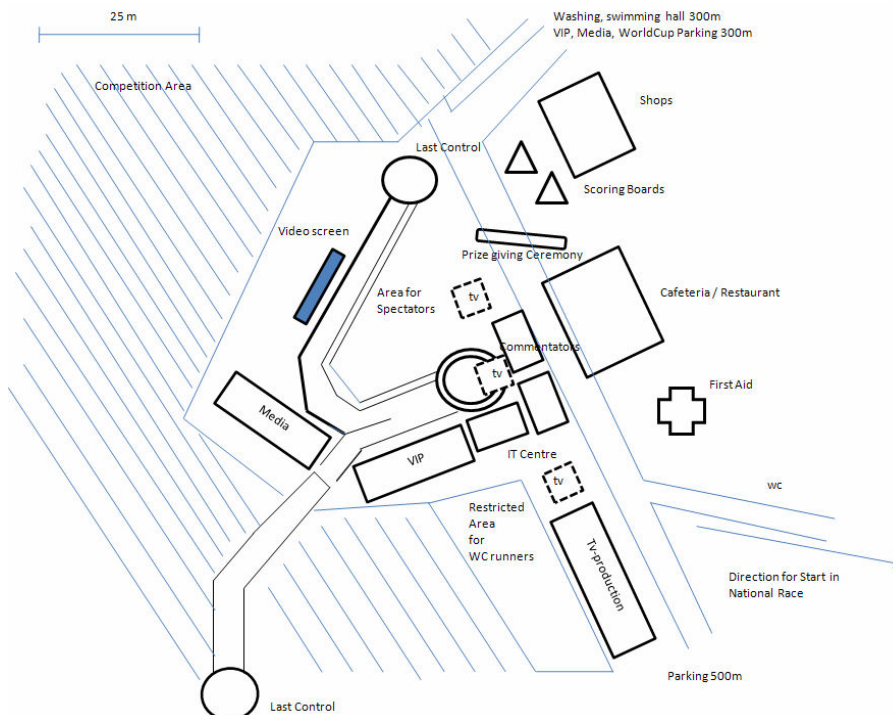 25 m
Washing, swimming hall 300m
VIP, Media, WorldCup Parking 300m
Competition Area
Shops
Last Control
Scoring Boards
Video screen
Prize giving Ceremony
Area for
Spectators
tv
Cafeteria / Restaurant
Commentators
tv
First Aid
Media
VIP
IT Centre
tv
wc
Restricted
Area
for
WC runners
Tv-production
Direction for Start in
National Race
Parking 500m
Last Control